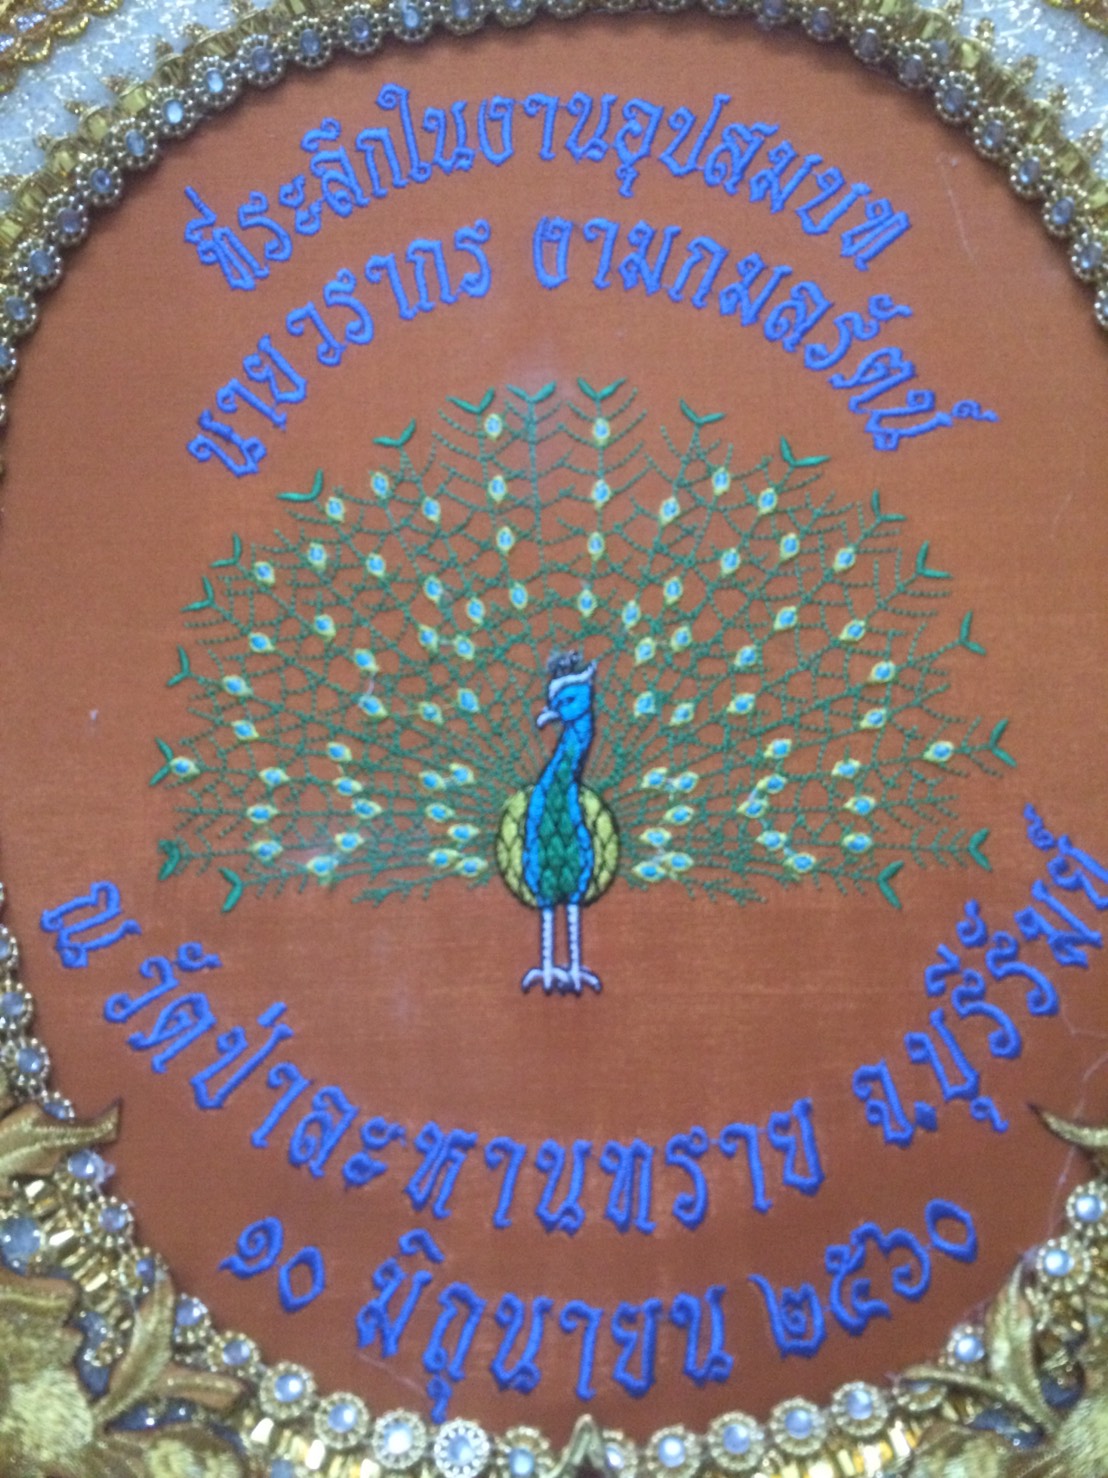 ที่ระลึกในงานอุปสมบท
นายวรากร งามกมลรัตน์
ณ วัดป่าละหานทราย จ.บุรีรัมย์
๑๐ มิถุนายน ๒๕๖๐